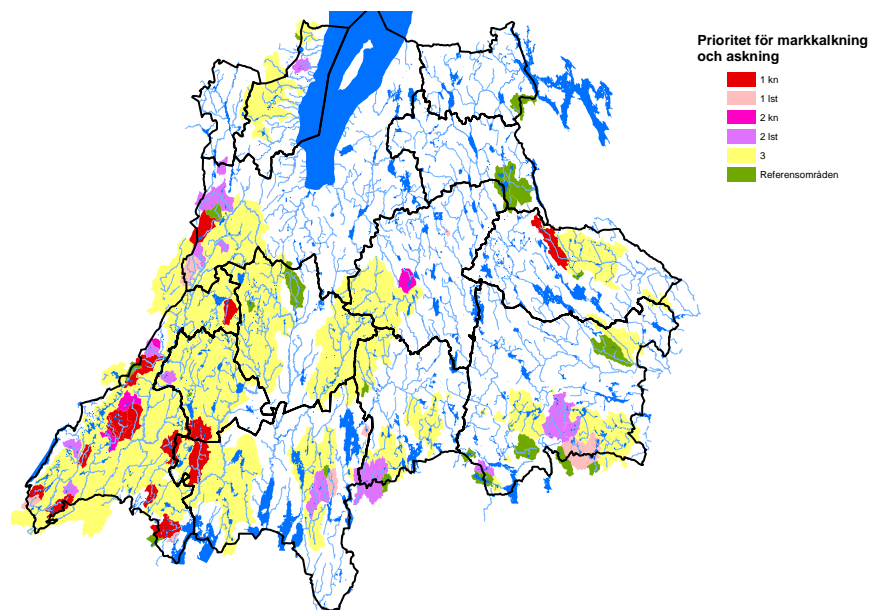 Prioritet för markkalkning
och askning
1 kn
1 lst
2 kn
2 lst
3
Referensområden